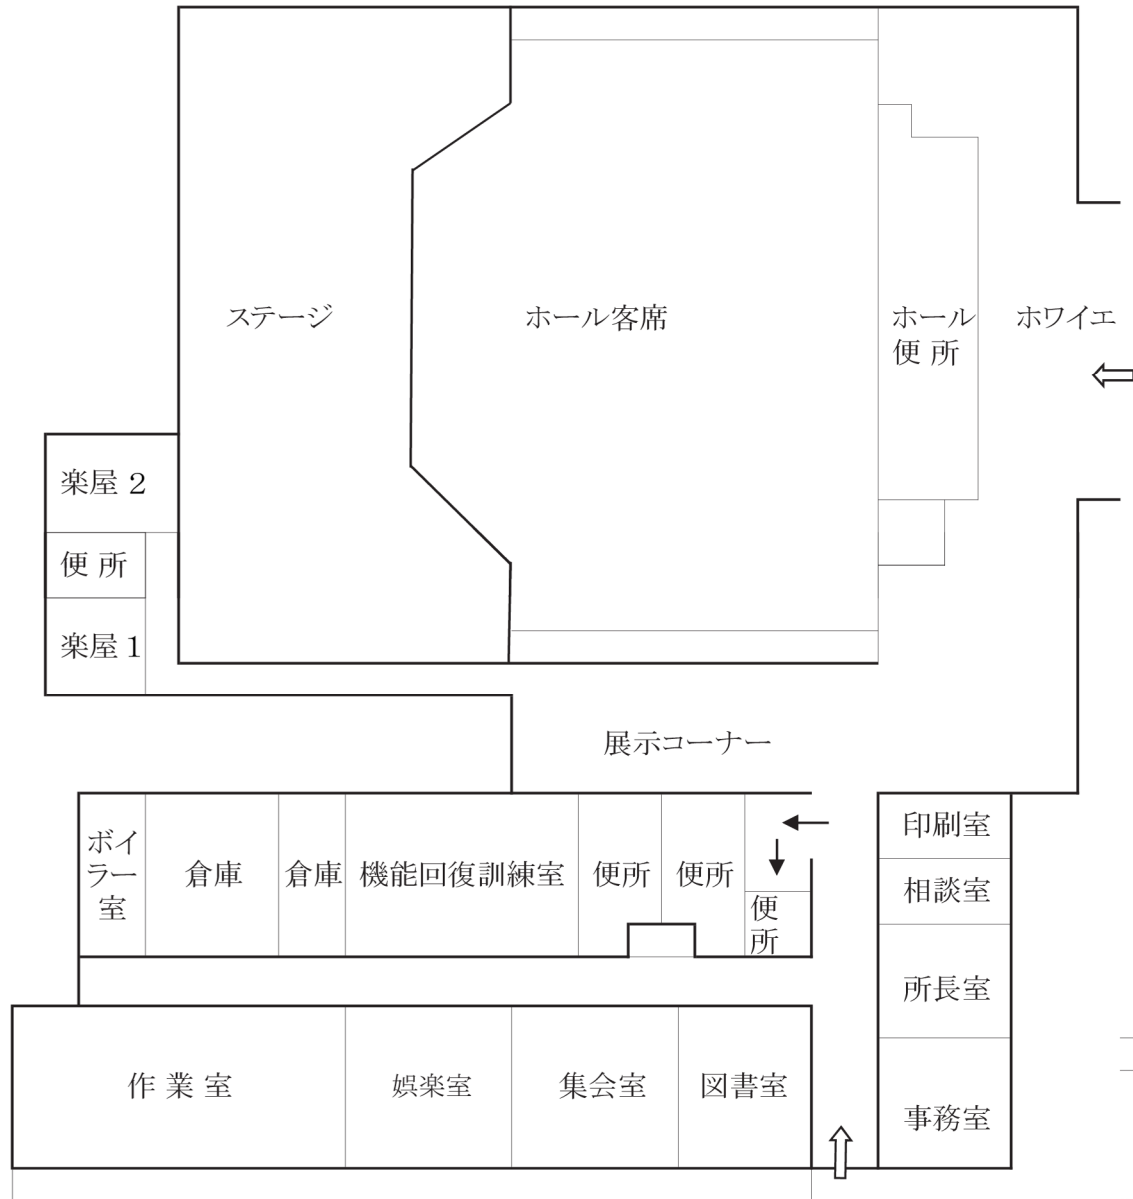 ステージ
ホール客席
ホール
便 所
ホワイエ
楽屋 2
便 所
楽屋 1
展示コーナー
ボイ
ラー
室
倉庫
倉庫
機能回復訓練室
便所
便所
便
所
印刷室
相談室
所長室
事務室
作 業 室
娯楽室
集会室
図書室